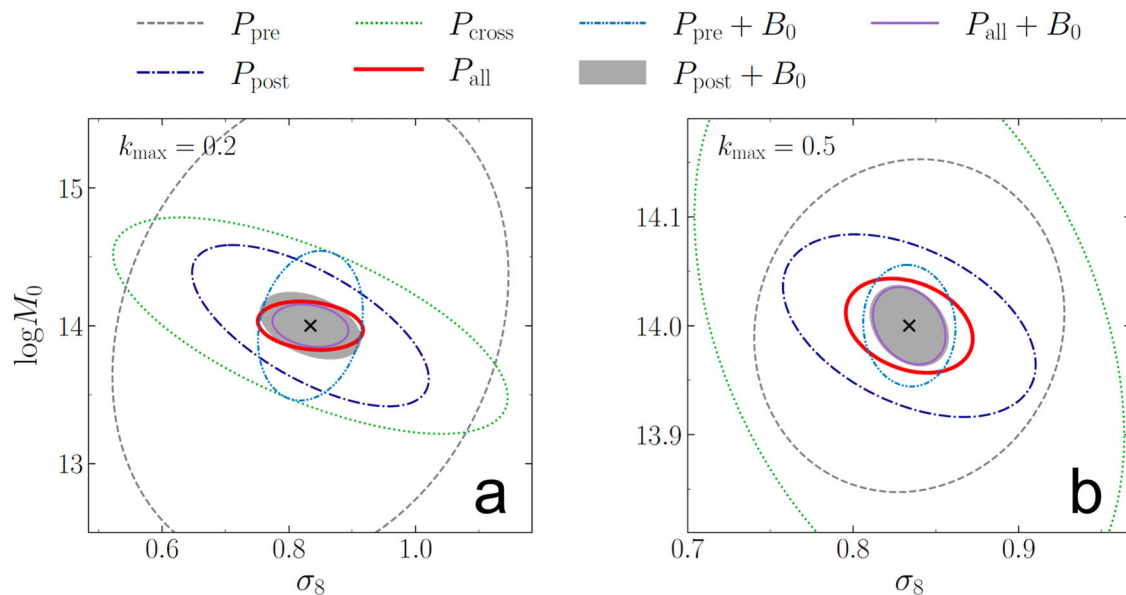 P_pre P_cross P_pre + B_0 P_all + B_0
P_post P_all P_post + B_0
k_max = 0.2
k_max = 0.5
15
14
13
14.1
14.0
13.9
log M_0
a
b
0.6 0.8 1.0
0.7 0.8 0.9
σ_8
σ_8